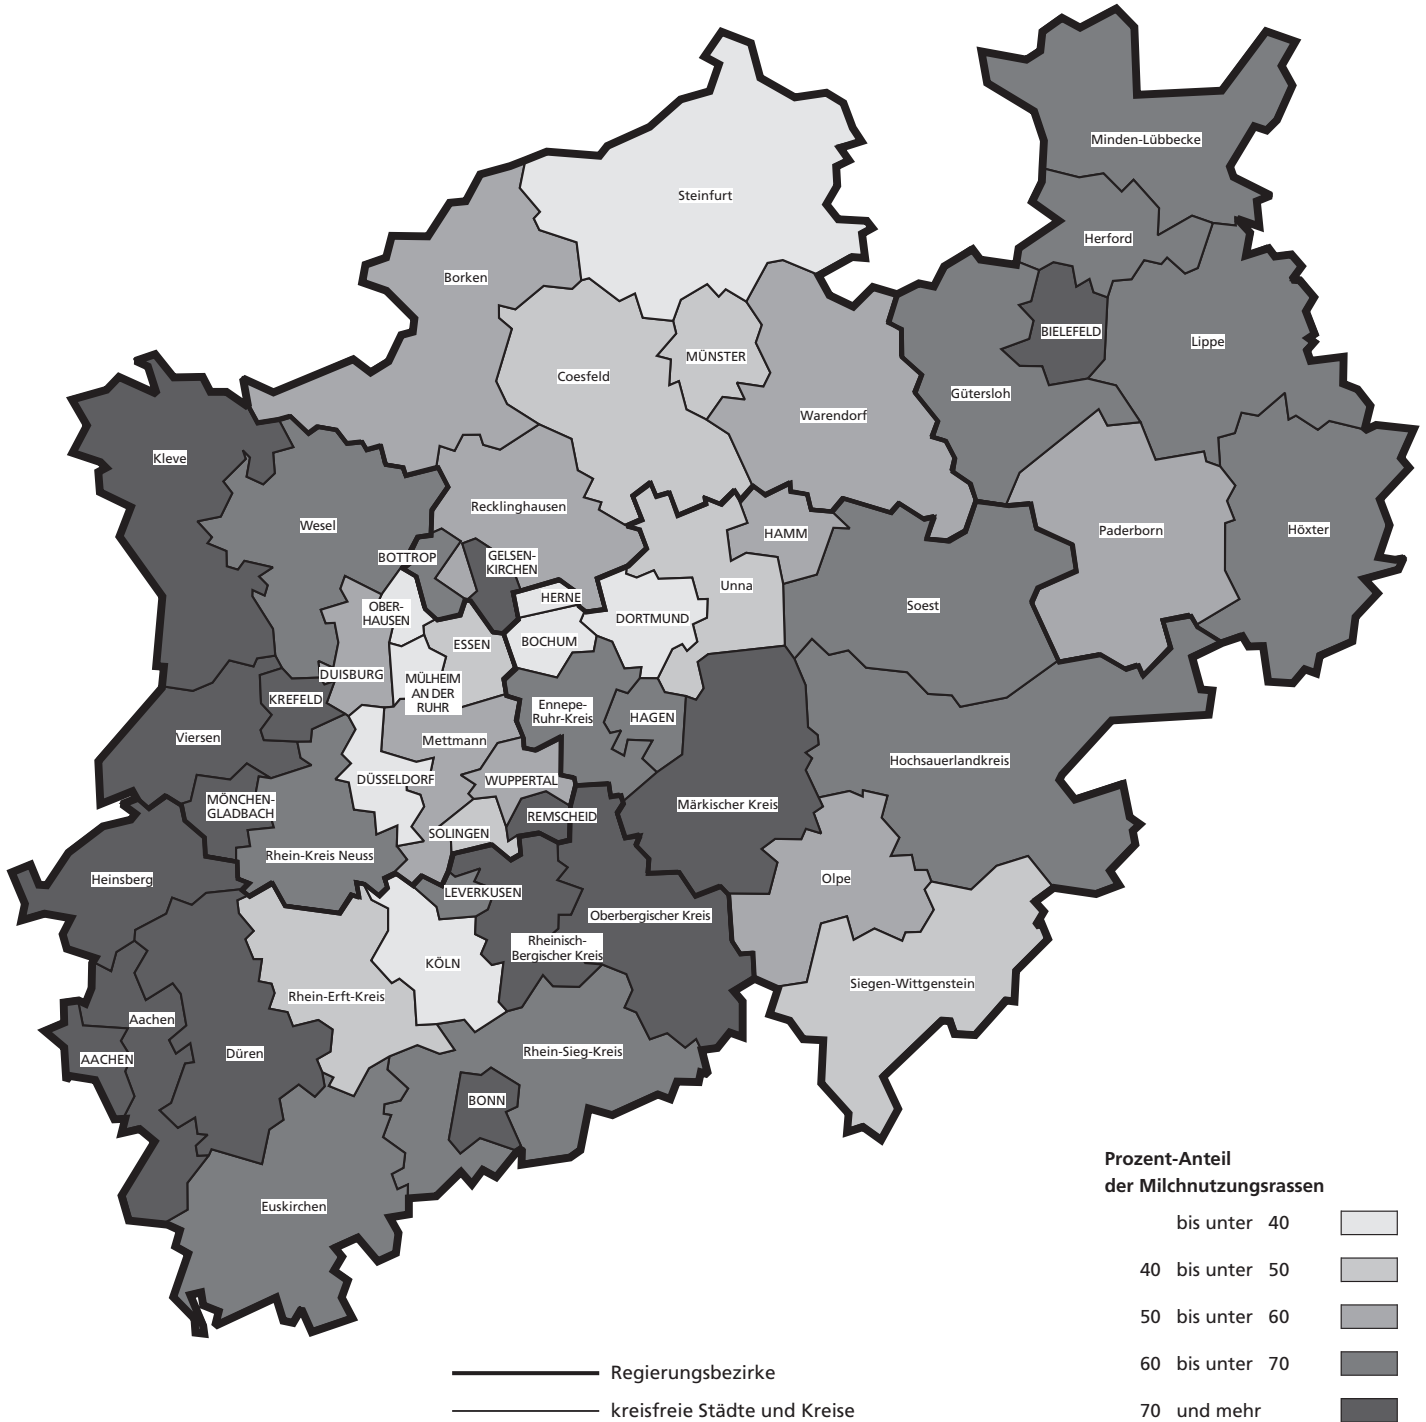 Minden-Lübbecke
Steinfurt
Herford
Borken
BIELEFELD
Lippe
MÜNSTER
Coesfeld
Gütersloh
Warendorf
Kleve
Recklinghausen
Wesel
HAMM
Paderborn
Höxter
BOTTROP
GELSEN-
KIRCHEN
Unna
HERNE
Soest
OBER-
HAUSEN
DORTMUND
ESSEN
BOCHUM
DUISBURG
MÜLHEIM
AN DER
RUHR
KREFELD
Ennepe-
Ruhr-Kreis
HAGEN
Viersen
Mettmann
Hochsauerlandkreis
DÜSSELDORF
WUPPERTAL
MÖNCHEN-
GLADBACH
Märkischer Kreis
REMSCHEID
SOLINGEN
Rhein-Kreis Neuss
Heinsberg
Olpe
LEVERKUSEN
Oberbergischer Kreis
Rheinisch-
Bergischer Kreis
KÖLN
Siegen-Wittgenstein
Rhein-Erft-Kreis
Aachen
Rhein-Sieg-Kreis
Düren
AACHEN
BONN
Euskirchen
Prozent-Anteil
der Milchnutzungsrassen
bis unter 40
40 bis unter 50
50 bis unter 60
60 bis unter 70
70 und mehr
Regierungsbezirke
kreisfreie Städte und Kreise